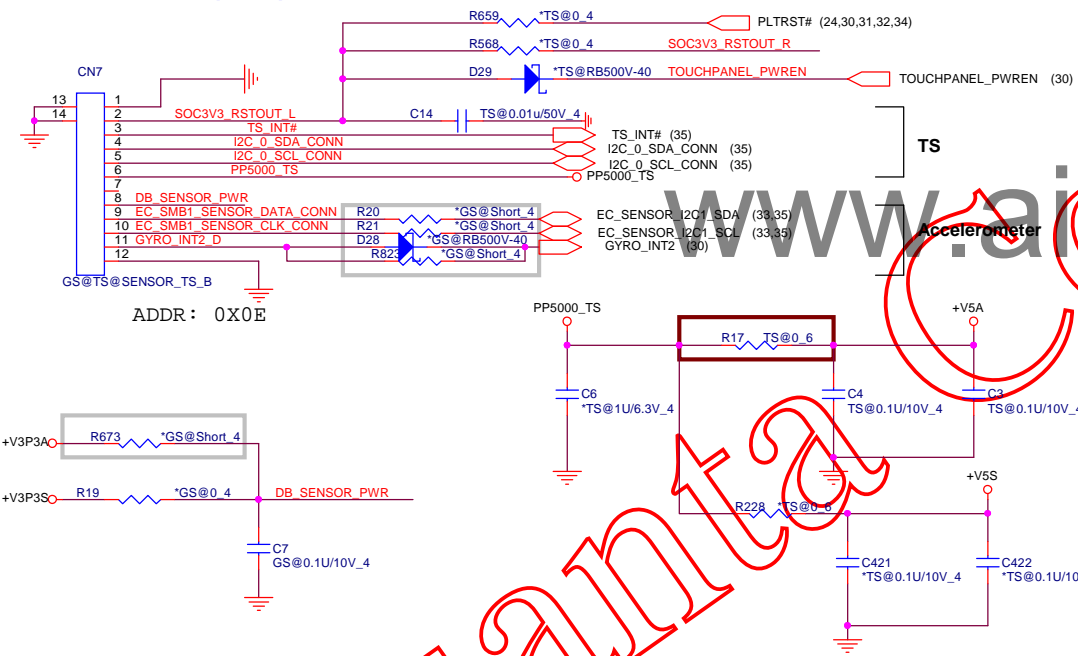 R659 *TS@0_4 PLTRST# (24,30,31,32,34)
R568 *TS@0_4 SOC3V3_RSTOUT_R
CN7 D29 *TS@RB500V-40 TOUCHPANEL_PWREN TOUCHPANEL_PWREN (30)
13 1
14 2 SOC3V3_RSTOUT_L C14 TS@0.01u/50V_4
3 TS_INT# TS_INT# (35)
4 I2C_0_SDA_CONN I2C_0_SDA_CONN (35) TS
5 I2C_0_SCL_CONN I2C_0_SCL_CONN (35)
6 PP5000_TS PP5000_TS
7
8 DB_SENSOR_PWR
9 EC_SMB1_SENSOR_DATA_CONN R20 *GS@Short_4 EC_SENSOR_I2C1_SDA (33,35)
10 EC_SMB1_SENSOR_CLK_CONN R21 *GS@Short_4 EC_SENSOR_I2C1_SCL (33,35) Accelerometer
11 GYRO_INT2_D D28 *GS@RB500V-40 GYRO_INT2 (30)
12 R823 *GS@Short_4
www.ai
GS@TS@SENSOR_TS_B
ADDR: 0X0E
PP5000_TS +V5A
R17 TS@0_6
C6 C4 C3
*TS@1U/6.3V_4 TS@0.1U/10V_4 TS@0.1U/10V_4
+V3P3A R673 *GS@Short_4
+V3P3S R19 *GS@0_4 DB_SENSOR_PWR
+V5S
R228 *TS@0_6
C7
GS@0.1U/10V_4
C421 C422
*TS@0.1U/10V_4 *TS@0.1U/10
anta